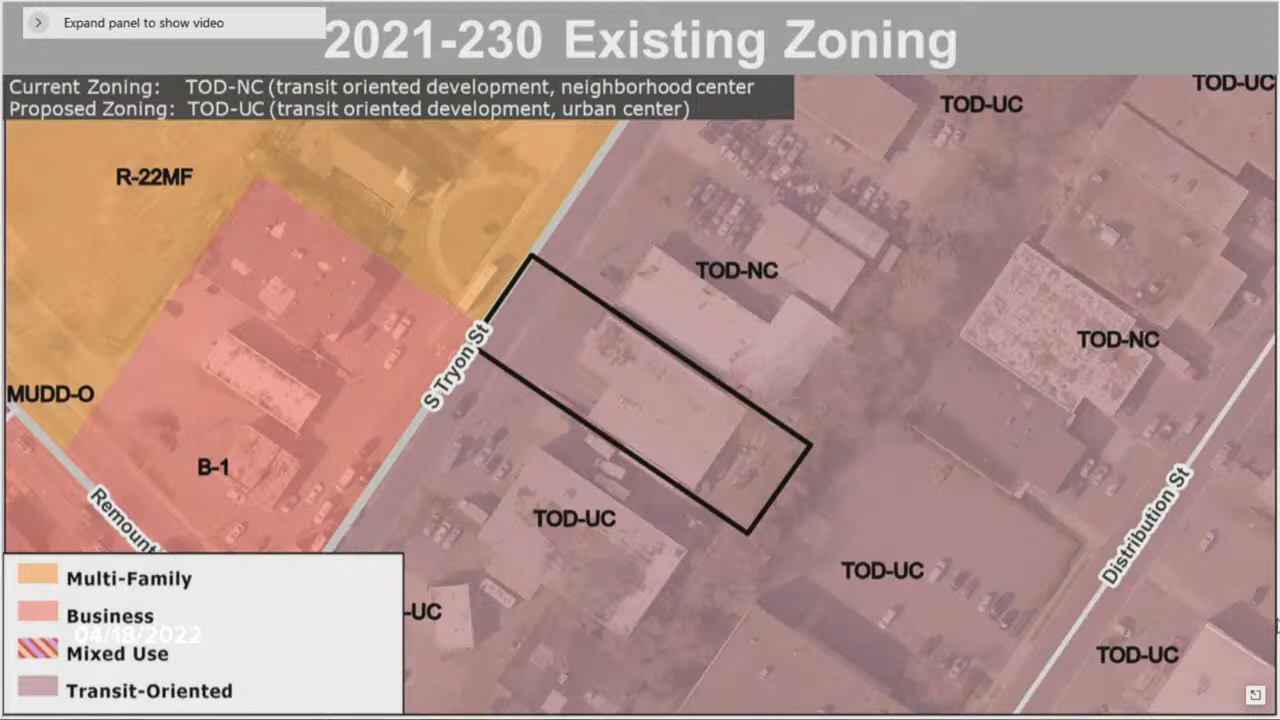 Expand panel to show video
2021-230 Existing Zoning
Current Zoning: TOD-NC (transit oriented development, neighborhood center
Proposed Zoning: TOD-UC (transit oriented development, urban center)
TOD-UC
TOD-UC
R-22MF
TOD-NC
TOD-NC
S Tryon St
MUDD-O
B-1
Remount
TOD-UC
Distribution St
TOD-UC
-UC
TOD-UC
Multi-Family
Business
04/18/2022
Mixed Use
Transit-Oriented